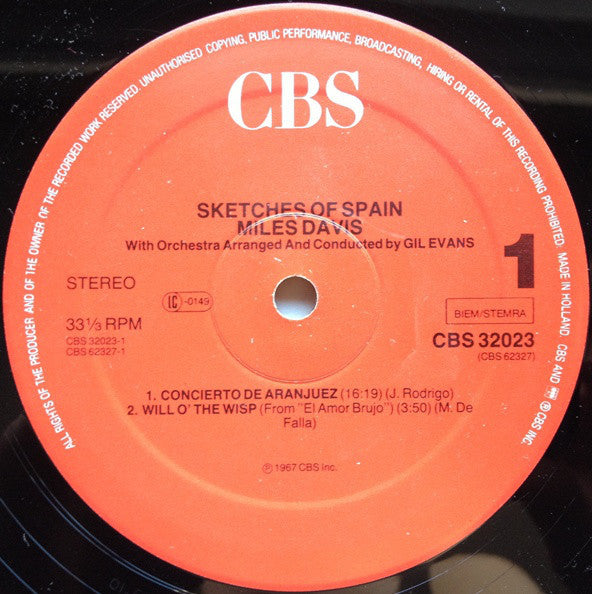 ALL RIGHTS OF THE PRODUCER AND OF THE OWNER OF THE RECORDED WORK RESERVED. UNAUTHORISED COPYING, PUBLIC PERFORMANCE, BROADCASTING, HIRING OR RENTAL OF THIS RECORDING PROHIBITED. MADE IN HOLLAND CBS AND ® © CBS INC.
CBS
SKETCHES OF SPAIN
MILES DAVIS
With Orchestra Arranged And Conducted by GIL EVANS
1
STEREO
LC -0149
BIEM/STEMRA
33⅓ RPM
CBS 32023-1
CBS 62327-1
CBS 32023
(CBS 62327)
1. CONCIERTO DE ARANJUEZ (16:19) (J. Rodrigo)
2. WILL O' THE WISP (From "El Amor Brujo") (3:50) (M. De
Falla)
℗ 1967 CBS Inc.